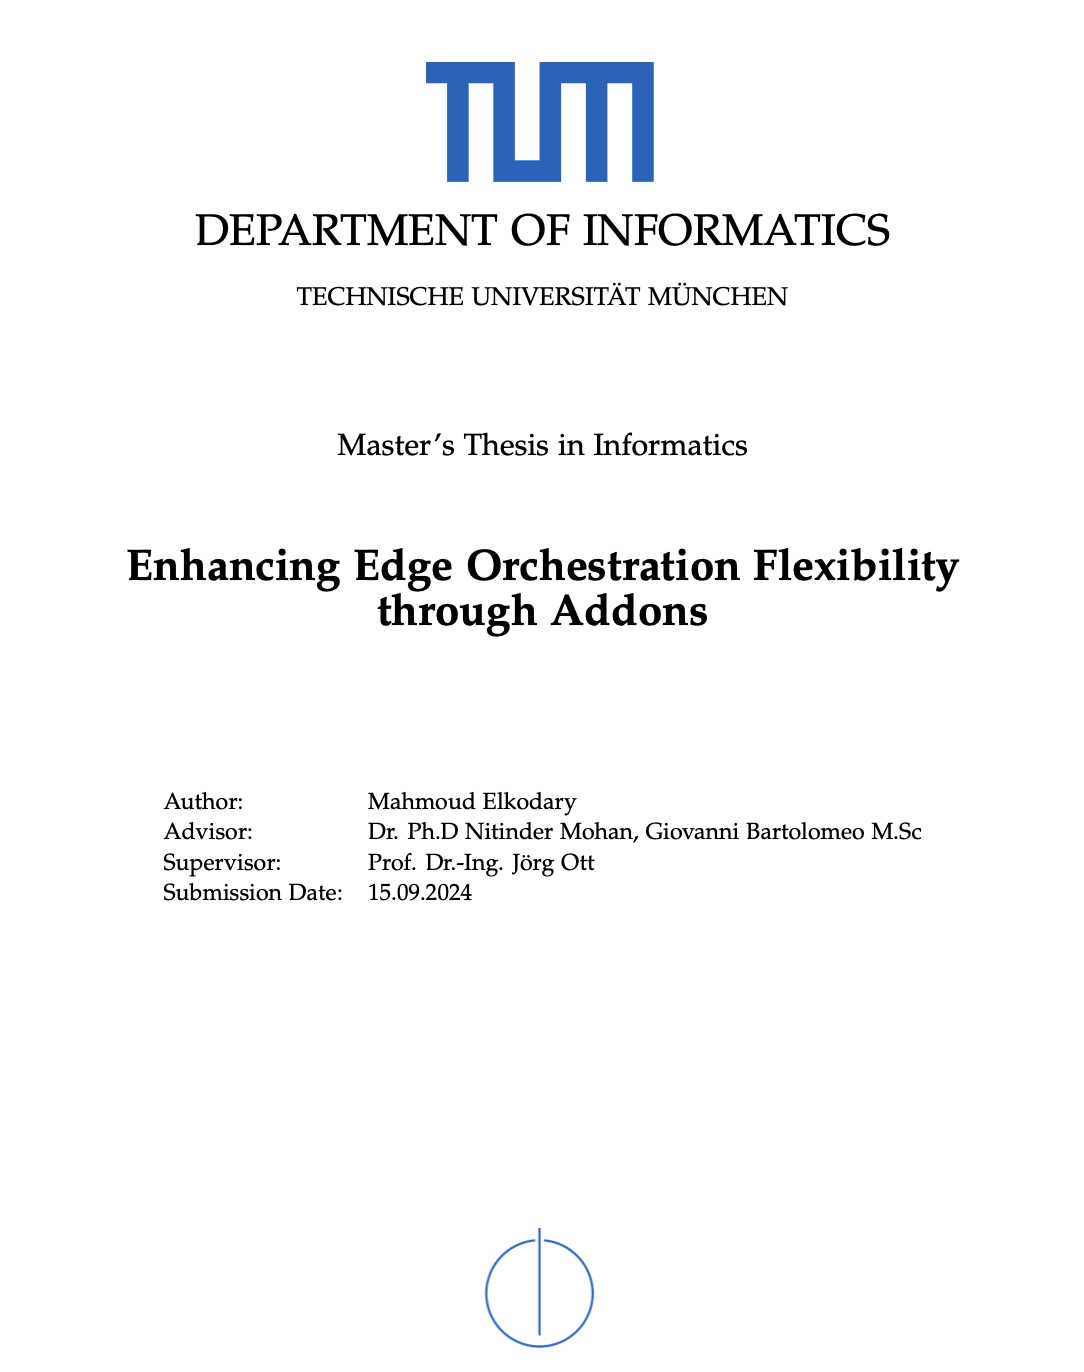 TUM
DEPARTMENT OF INFORMATICS
TECHNISCHE UNIVERSITÄT MÜNCHEN
Master's Thesis in Informatics
Enhancing Edge Orchestration Flexibility
through Addons
Author: Mahmoud Elkodary
Advisor: Dr. Ph.D Nitinder Mohan, Giovanni Bartolomeo M.Sc
Supervisor: Prof. Dr.-Ing. Jörg Ott
Submission Date: 15.09.2024